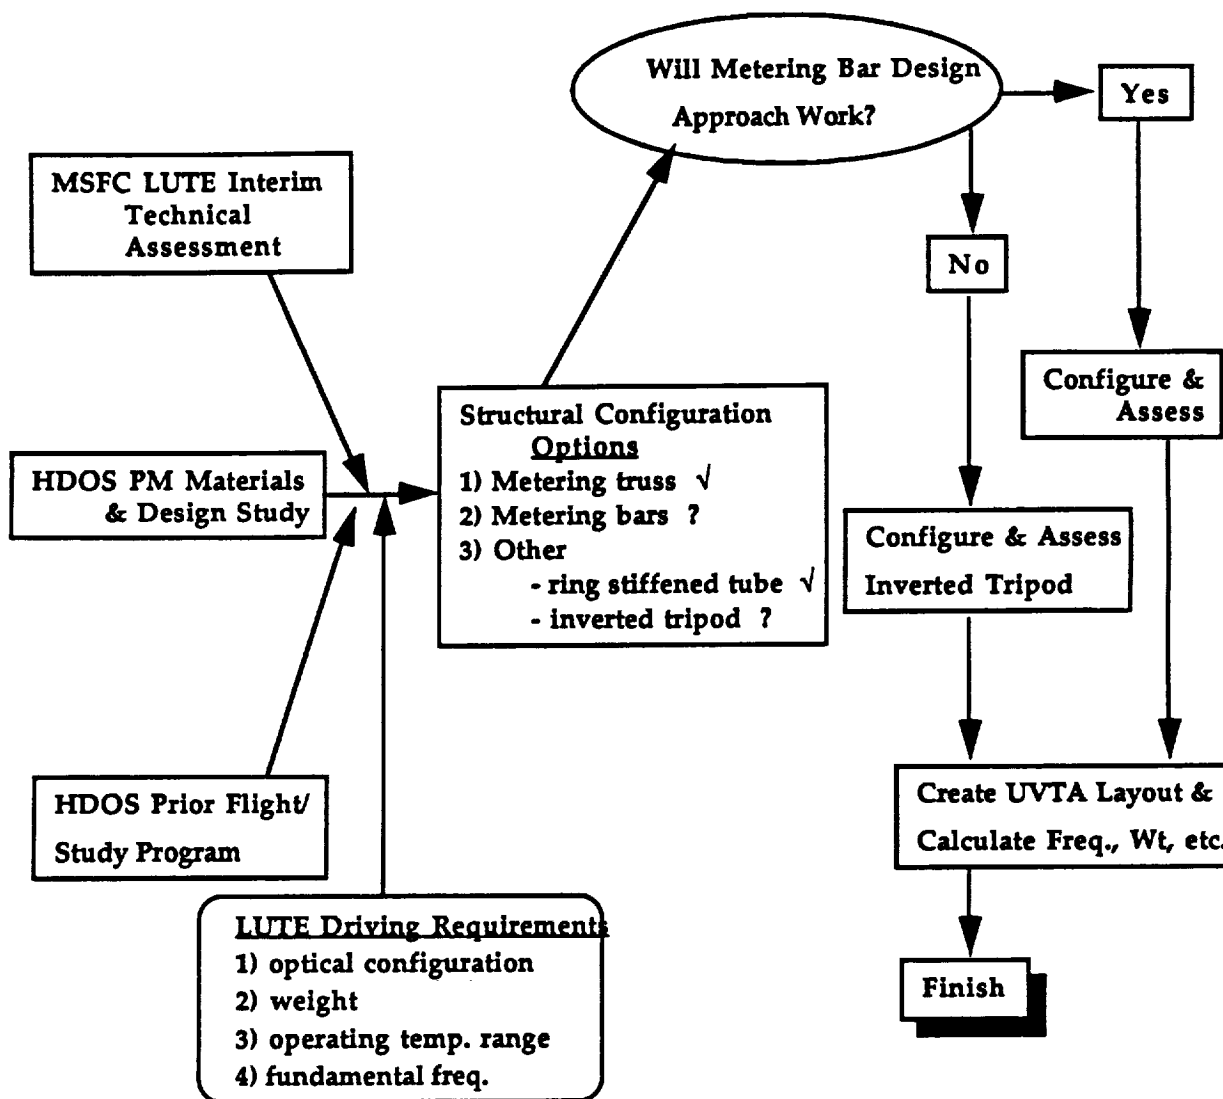 Will Metering Bar Design
Approach Work?
Yes
MSFC LUTE Interim
Technical
Assessment
No
Configure &
Assess
Structural Configuration
Options
1) Metering truss √
2) Metering bars ?
3) Other
- ring stiffened tube √
- inverted tripod ?
HDOS PM Materials
& Design Study
Configure & Assess
Inverted Tripod
HDOS Prior Flight/
Study Program
Create UVTA Layout &
Calculate Freq., Wt, etc.
LUTE Driving Requirements
1) optical configuration
2) weight
3) operating temp. range
4) fundamental freq.
Finish